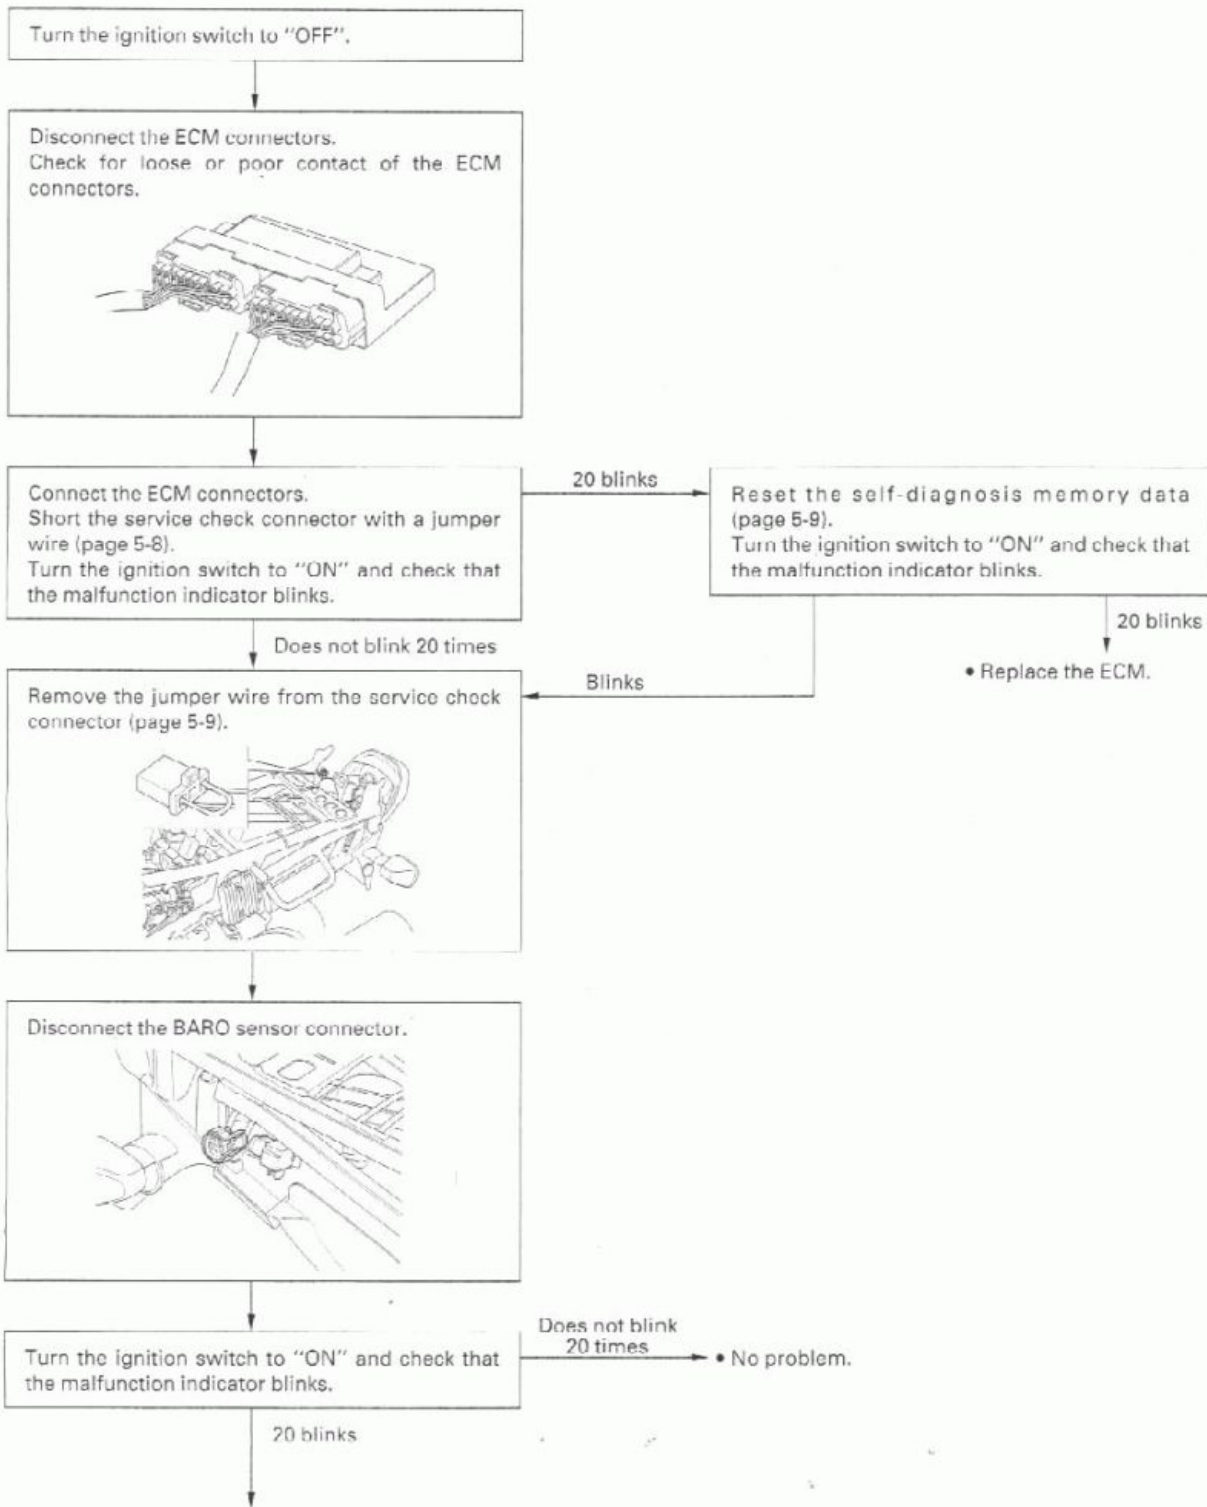 Turn the ignition switch to "OFF".
Disconnect the ECM connectors.
Check for loose or poor contact of the ECM
connectors.
Connect the ECM connectors.
Short the service check connector with a jumper
wire (page 5-8).
Turn the ignition switch to "ON" and check that
the malfunction indicator blinks.
20 blinks
Reset the self-diagnosis memory data
(page 5-9).
Turn the ignition switch to "ON" and check that
the malfunction indicator blinks.
20 blinks
• Replace the ECM.
Does not blink 20 times
Blinks
Remove the jumper wire from the service check
connector (page 5-9).
Disconnect the BARO sensor connector.
Turn the ignition switch to "ON" and check that
the malfunction indicator blinks.
Does not blink
20 times
• No problem.
20 blinks